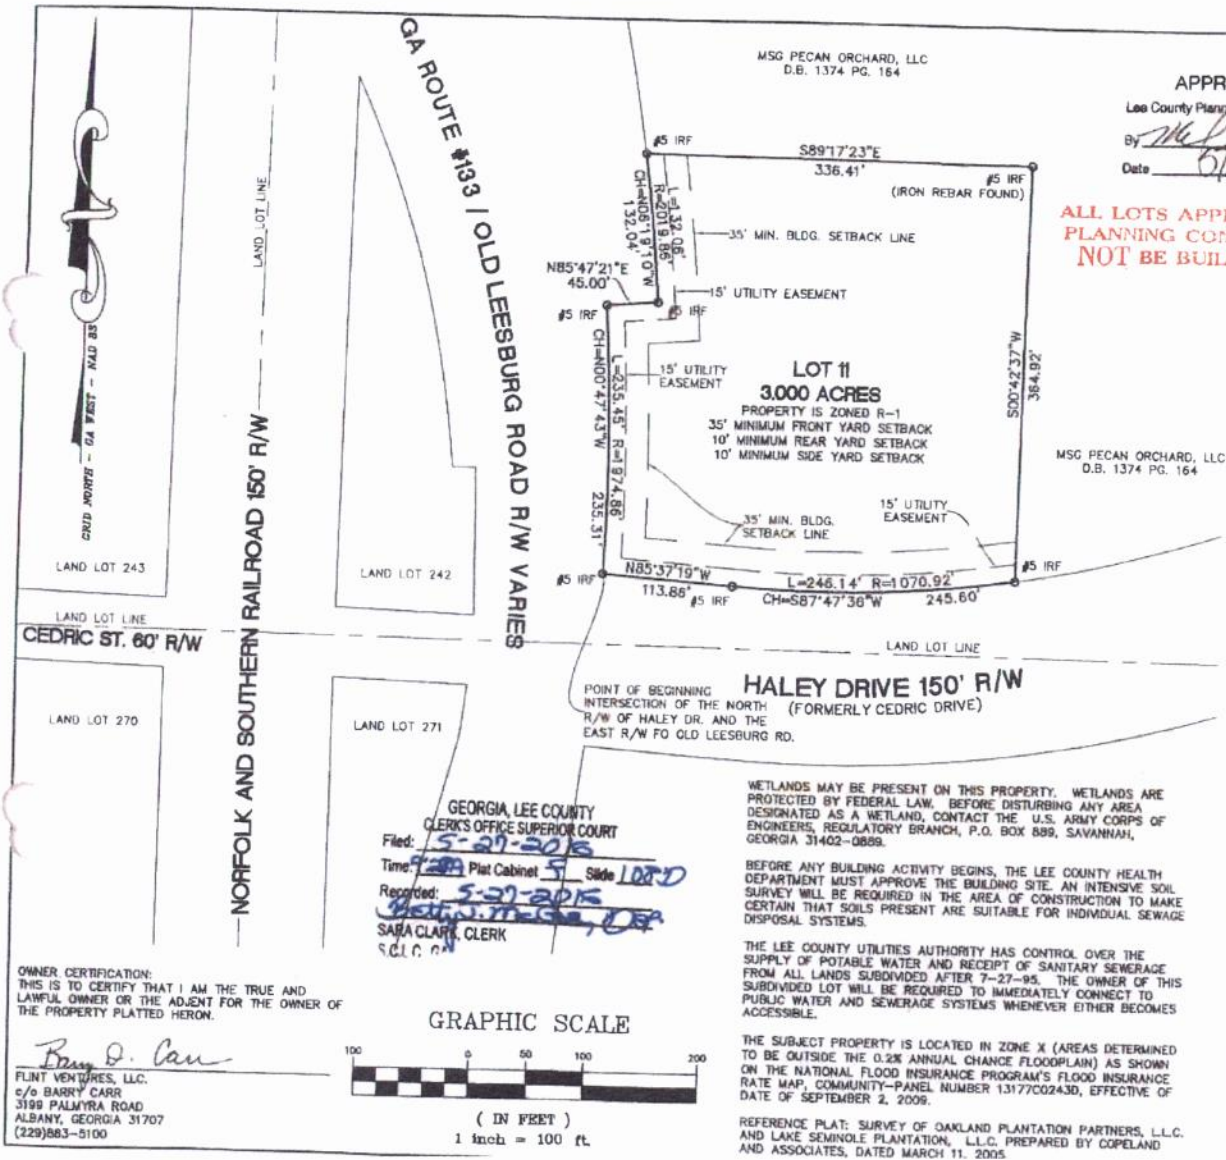 MSG PECAN ORCHARD, LLC
D.B. 1374 PG. 164
APPR
Lee County Plann
By
Date
ALL LOTS APPR
PLANNING CON
NOT BE BUIL
GA ROUTE #133 / OLD LEESBURG ROAD R/W VARIES
#5 IRF
S89°17'23"E
336.41'
#5 IRF
(IRON REBAR FOUND)
L=132.06'
R=2019.86'
CH=N06°19'10"W
132.04'
35' MIN. BLDG. SETBACK LINE
N85°47'21"E
45.00'
15' UTILITY EASEMENT
#5 IRF
#5 IRF
LAND LOT LINE
GRID NORTH - GA WEST - NAD 83
NORFOLK AND SOUTHERN RAILROAD 150' R/W
15' UTILITY
EASEMENT
L=235.45' R=1974.86'
CH=N00°47'43"W
235.31'
LOT 11
3.000 ACRES
PROPERTY IS ZONED R-1
35' MINIMUM FRONT YARD SETBACK
10' MINIMUM REAR YARD SETBACK
10' MINIMUM SIDE YARD SETBACK
S00°42'37"W
364.92'
MSG PECAN ORCHARD, LLC
D.B. 1374 PG. 164
35' MIN. BLDG.
SETBACK LINE
15' UTILITY
EASEMENT
LAND LOT 243
LAND LOT 242
#5 IRF
N85°37'19"W
113.86'
#5 IRF
L=246.14' R=1070.92'
CH=S87°47'36"W 245.60'
#5 IRF
LAND LOT LINE
CEDRIC ST. 60' R/W
LAND LOT LINE
HALEY DRIVE 150' R/W
(FORMERLY CEDRIC DRIVE)
POINT OF BEGINNING
INTERSECTION OF THE NORTH
R/W OF HALEY DR. AND THE
EAST R/W FO OLD LEESBURG RD.
LAND LOT 270
LAND LOT 271
GEORGIA, LEE COUNTY
CLERK'S OFFICE SUPERIOR COURT
Filed: 5-27-2015
Time: Plat Cabinet 5 Slide
Recorded: 5-27-2015
SARA CLARK, CLERK
WETLANDS MAY BE PRESENT ON THIS PROPERTY. WETLANDS ARE
PROTECTED BY FEDERAL LAW. BEFORE DISTURBING ANY AREA
DESIGNATED AS A WETLAND, CONTACT THE U.S. ARMY CORPS OF
ENGINEERS, REGULATORY BRANCH, P.O. BOX 889, SAVANNAH,
GEORGIA 31402-0889.
BEFORE ANY BUILDING ACTIVITY BEGINS, THE LEE COUNTY HEALTH
DEPARTMENT MUST APPROVE THE BUILDING SITE. AN INTENSIVE SOIL
SURVEY WILL BE REQUIRED IN THE AREA OF CONSTRUCTION TO MAKE
CERTAIN THAT SOILS PRESENT ARE SUITABLE FOR INDIVIDUAL SEWAGE
DISPOSAL SYSTEMS.
THE LEE COUNTY UTILITIES AUTHORITY HAS CONTROL OVER THE
SUPPLY OF POTABLE WATER AND RECEIPT OF SANITARY SEWERAGE
FROM ALL LANDS SUBDIVIDED AFTER 7-27-95. THE OWNER OF THIS
SUBDIVIDED LOT WILL BE REQUIRED TO IMMEDIATELY CONNECT TO
PUBLIC WATER AND SEWERAGE SYSTEMS WHENEVER EITHER BECOMES
ACCESSIBLE.
THE SUBJECT PROPERTY IS LOCATED IN ZONE X (AREAS DETERMINED
TO BE OUTSIDE THE 0.2% ANNUAL CHANCE FLOODPLAIN) AS SHOWN
ON THE NATIONAL FLOOD INSURANCE PROGRAM'S FLOOD INSURANCE
RATE MAP, COMMUNITY-PANEL NUMBER 13177C0243D, EFFECTIVE OF
DATE OF SEPTEMBER 2, 2009.
REFERENCE PLAT: SURVEY OF OAKLAND PLANTATION PARTNERS, L.L.C.
AND LAKE SEMINOLE PLANTATION, L.L.C. PREPARED BY COPELAND
AND ASSOCIATES, DATED MARCH 11, 2005
OWNER CERTIFICATION:
THIS IS TO CERTIFY THAT I AM THE TRUE AND
LAWFUL OWNER OR THE ADJENT FOR THE OWNER OF
THE PROPERTY PLATTED HERON.
Barry D. Carr
FLINT VENTURES, LLC.
c/o BARRY CARR
3199 PALMYRA ROAD
ALBANY, GEORGIA 31707
(229)883-5100
GRAPHIC SCALE
100 0 50 100 200
( IN FEET )
1 inch = 100 ft.